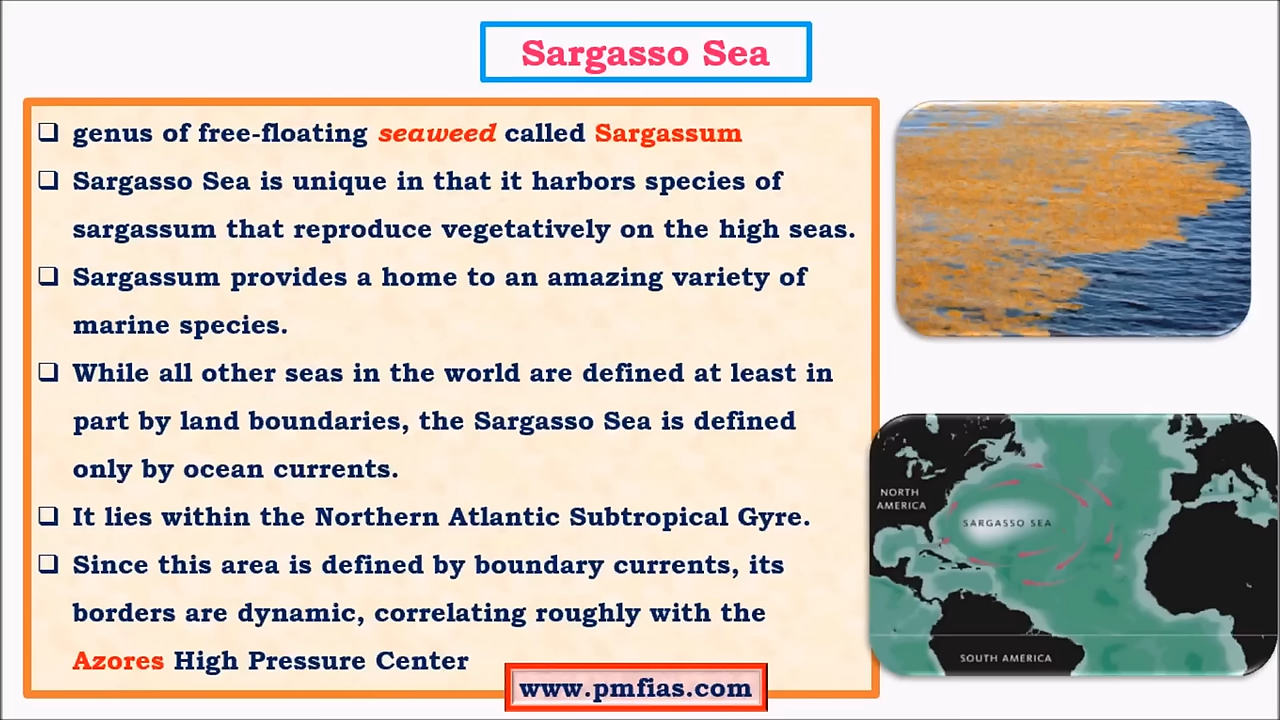 Sargasso Sea
❑ genus of free-floating seaweed called Sargassum
❑ Sargasso Sea is unique in that it harbors species of
sargassum that reproduce vegetatively on the high seas.
❑ Sargassum provides a home to an amazing variety of
marine species.
❑ While all other seas in the world are defined at least in
part by land boundaries, the Sargasso Sea is defined
only by ocean currents.
❑ It lies within the Northern Atlantic Subtropical Gyre.
❑ Since this area is defined by boundary currents, its
borders are dynamic, correlating roughly with the
Azores High Pressure Center
www.pmfias.com
NORTH
AMERICA
SARGASSO SEA
SOUTH AMERICA